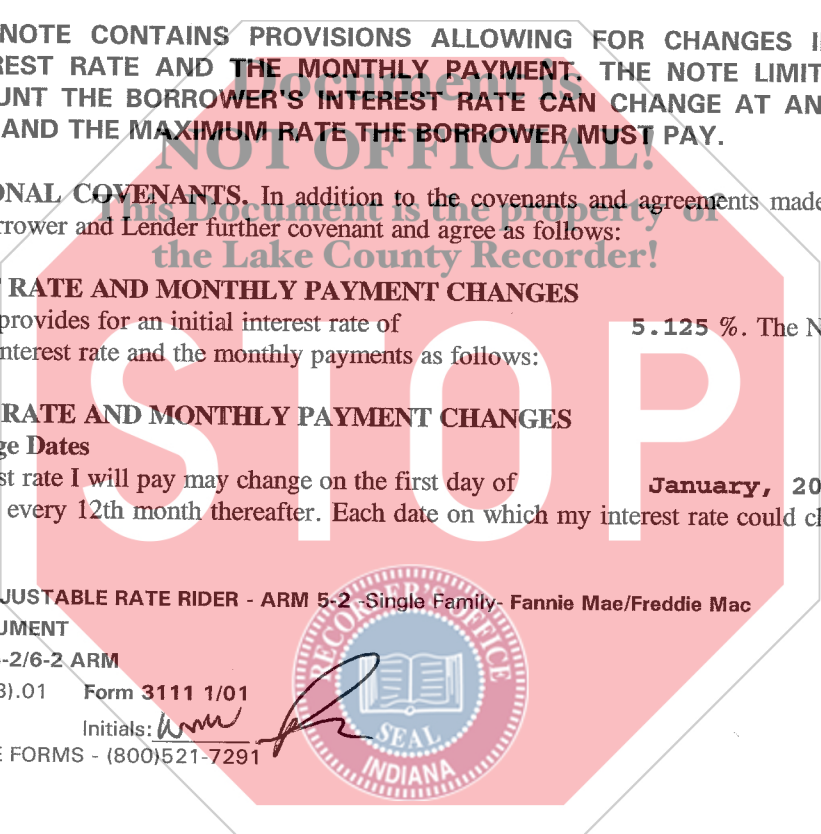 NOTE CONTAINS PROVISIONS ALLOWING FOR CHANGES
RATE AND THE MONTHLY PAYMENT. THE NOTE LIMIT
THE BORROWER'S INTEREST RATE CAN CHANGE AT AN
AND THE MAXIMUM RATE THE BORROWER MUST PAY.
Document is
NOT OFFICIAL!
This Document is the property of
the Lake County Recorder!
STOP
ONAL COVENANTS. In addition to the covenants and agreements made
rrower and Lender further covenant and agree as follows:
RATE AND MONTHLY PAYMENT CHANGES
provides for an initial interest rate of 5.125 %. The N
nterest rate and the monthly payments as follows:
RATE AND MONTHLY PAYMENT CHANGES
ge Dates
st rate I will pay may change on the first day of January, 20
every 12th month thereafter. Each date on which my interest rate could c
JUSTABLE RATE RIDER - ARM 5-2 -Single Family- Fannie Mae/Freddie Mac
UMENT
-2/6-2 ARM
3).01 Form 3111 1/01
Initials:
E FORMS - (800)521-7291
RECORDER'S OFFICE
SEAL
INDIANA